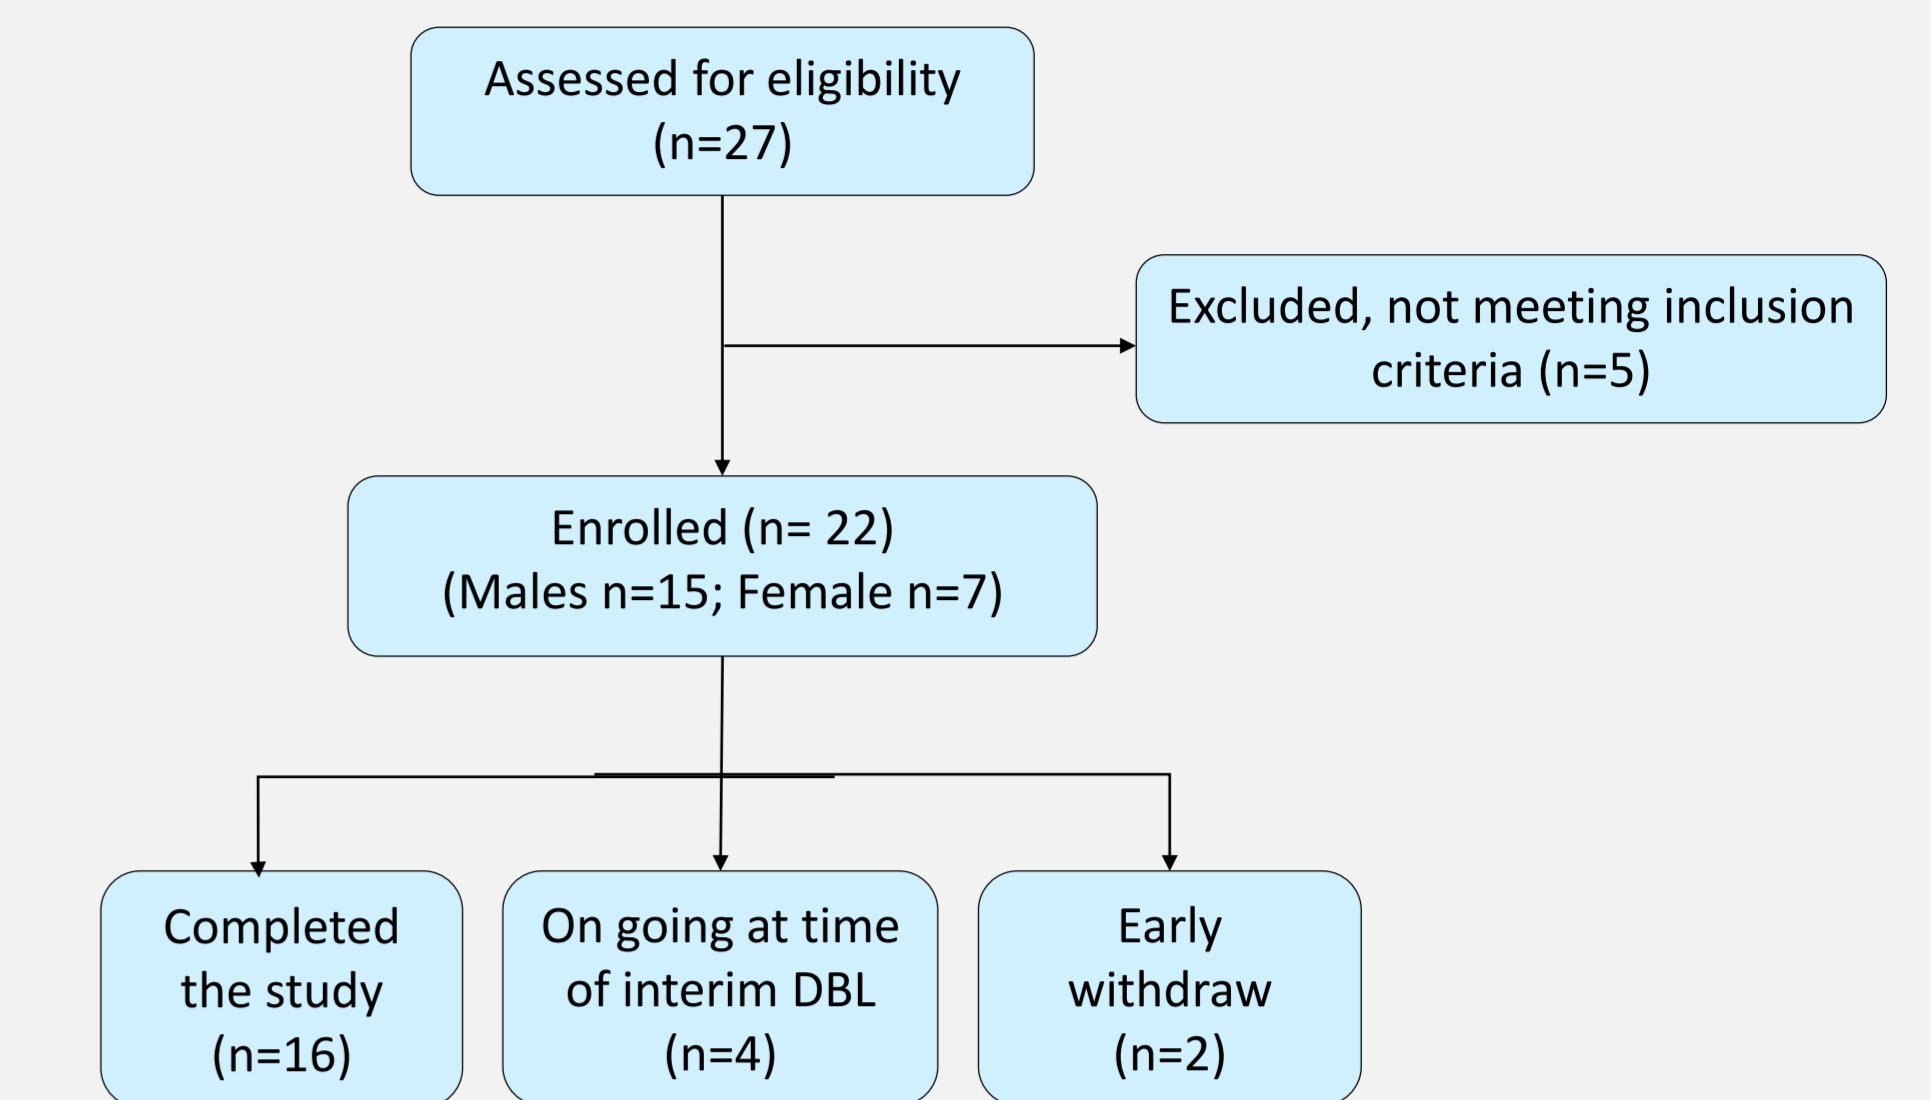 Assessed for eligibility
(n=27)
Excluded, not meeting inclusion
criteria (n=5)
Enrolled (n= 22)
(Males n=15; Female n=7)
Completed
the study
(n=16)
On going at time
of interim DBL
(n=4)
Early
withdraw
(n=2)